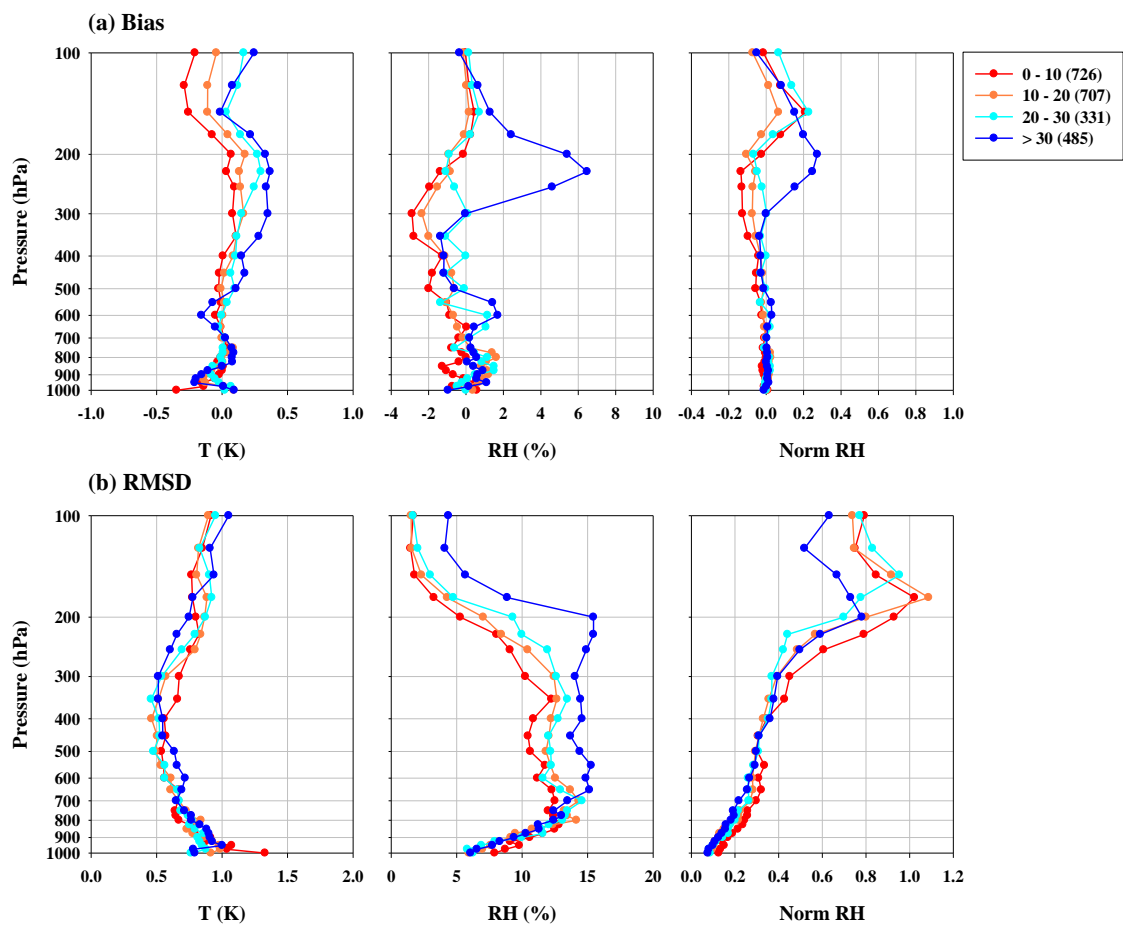 (a) Bias
100
200
300
400
500
600
700
800
900
1000
Pressure (hPa)
-1.0 -0.5 0.0 0.5 1.0
T (K)
-4 -2 0 2 4 6 8 10
RH (%)
-0.4 -0.2 0.0 0.2 0.4 0.6 0.8 1.0
Norm RH
0 - 10 (726)
10 - 20 (707)
20 - 30 (331)
> 30 (485)
(b) RMSD
100
200
300
400
500
600
700
800
900
1000
Pressure (hPa)
0.0 0.5 1.0 1.5 2.0
T (K)
0 5 10 15 20
RH (%)
0.0 0.2 0.4 0.6 0.8 1.0 1.2
Norm RH